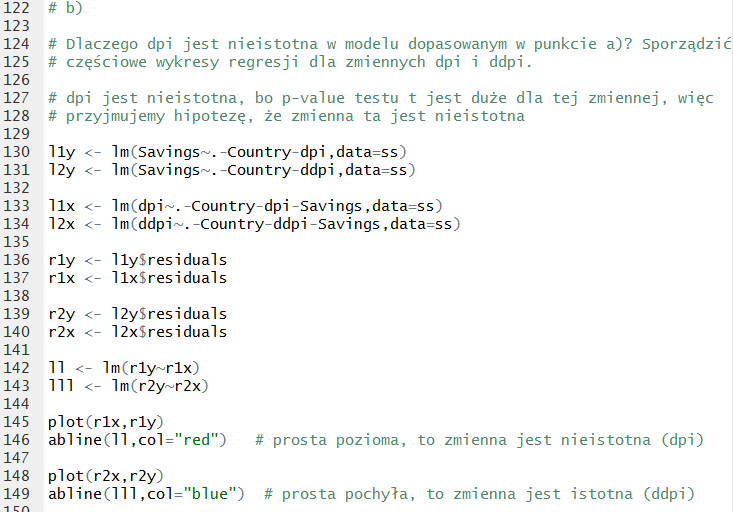 122 # b)
123
124 # Dlaczego dpi jest nieistotna w modelu dopasowanym w punkcie a)? Sporządzić
125 # częściowe wykresy regresji dla zmiennych dpi i ddpi.
126
127 # dpi jest nieistotna, bo p-value testu t jest duże dla tej zmiennej, więc
128 # przyjmujemy hipotezę, że zmienna ta jest nieistotna
129
130 l1y <- lm(Savings~.-Country-dpi,data=ss)
131 l2y <- lm(Savings~.-Country-ddpi,data=ss)
132
133 l1x <- lm(dpi~.-Country-dpi-Savings,data=ss)
134 l2x <- lm(ddpi~.-Country-ddpi-Savings,data=ss)
135
136 r1y <- l1y$residuals
137 r1x <- l1x$residuals
138
139 r2y <- l2y$residuals
140 r2x <- l2x$residuals
141
142 ll <- lm(r1y~r1x)
143 lll <- lm(r2y~r2x)
144
145 plot(r1x,r1y)
146 abline(ll,col="red")   # prosta pozioma, to zmienna jest nieistotna (dpi)
147
148 plot(r2x,r2y)
149 abline(lll,col="blue")  # prosta pochyła, to zmienna jest istotna (ddpi)
150